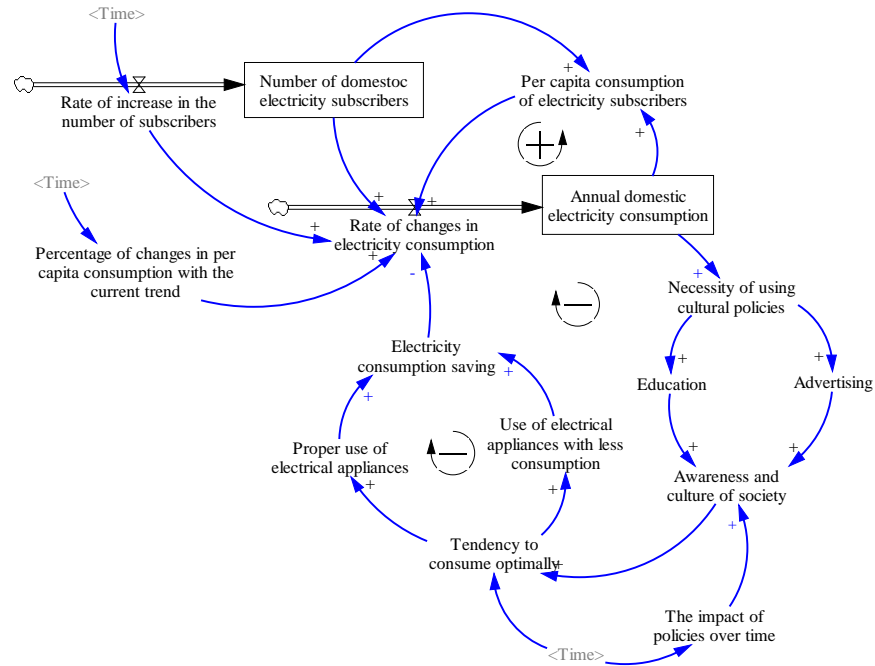 <Time>
Number of domestoc
electricity subscribers
Per capita consumption
of electricity subscribers
Rate of increase in the
number of subscribers
+
+
<Time>
Annual domestic
electricity consumption
+
+
Rate of changes in
electricity consumption
+
+
-
Percentage of changes in per
capita consumption with the
current trend
+
Necessity of using
cultural policies
Electricity
consumption saving
+
+
+
+
Education
Advertising
Use of electrical
appliances with less
consumption
Proper use of
electrical appliances
+
+
+
+
Awareness and
culture of society
+
Tendency to
consume optimally
+
The impact of
policies over time
<Time>